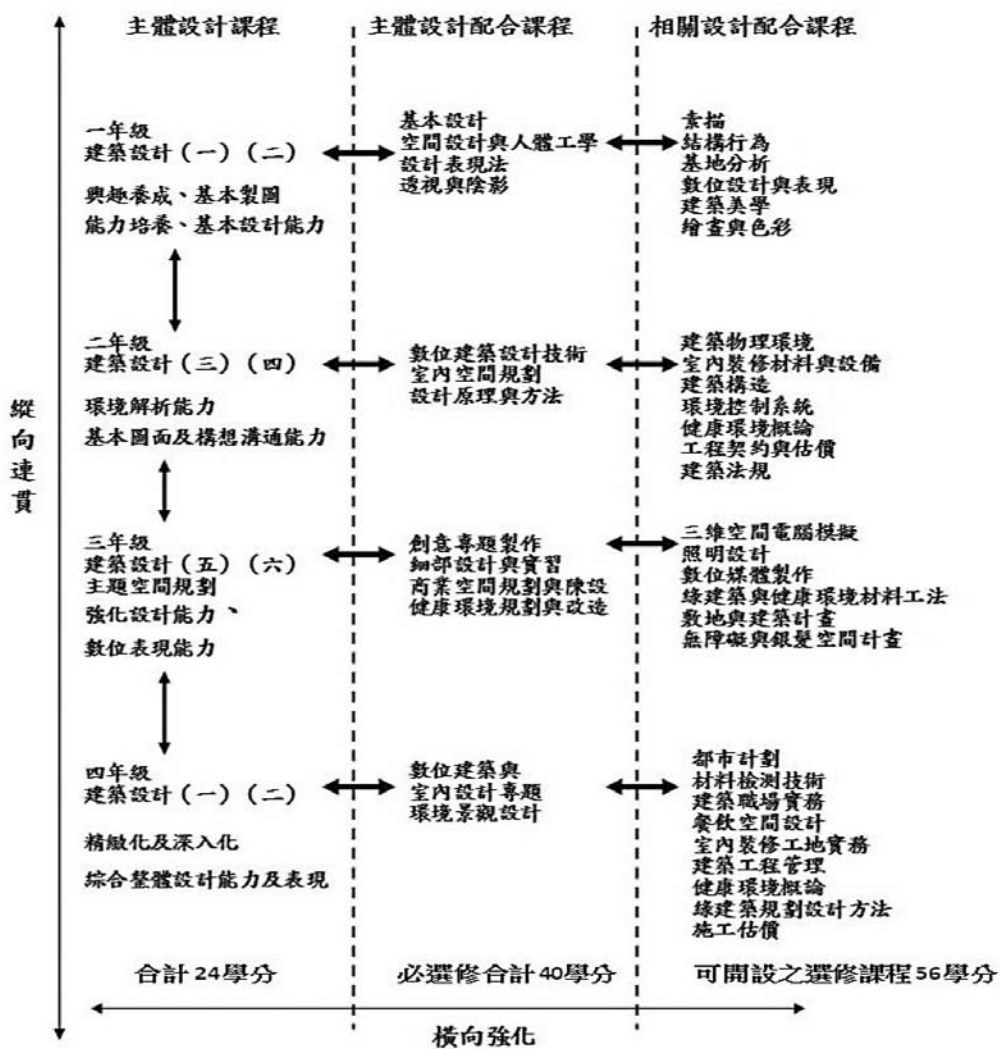 主體設計課程
主體設計配合課程
相關設計配合課程
縱向連貫
一年級
建築設計（一）（二）
興趣養成、基本製圖
能力培養、基本設計能力
基本設計
空間設計與人體工學
設計表現法
透視與陰影
素描
結構行為
基地分析
數位設計與表現
建築美學
繪畫與色彩
二年級
建築設計（三）（四）
環境解析能力
基本圖面及構想溝通能力
數位建築設計技術
室內空間規劃
設計原理與方法
建築物理環境
室內裝修材料與設備
建築構造
環境控制系統
健康環境概論
工程契約與估價
建築法規
三年級
建築設計（五）（六）
主題空間規劃
強化設計能力、
數位表現能力
創意專題製作
細部設計與實習
商業空間規劃與陳設
健康環境規劃與改造
三維空間電腦模擬
照明設計
數位媒體製作
綠建築與健康環境材料工法
敷地與建築計畫
無障礙與銀髮空間計畫
四年級
建築設計（一）（二）
精緻化及深入化
綜合整體設計能力及表現
數位建築與
室內設計專題
環境景觀設計
都市計劃
材料檢測技術
建築職場實務
餐飲空間設計
室內裝修工地實務
建築工程管理
健康環境概論
綠建築規劃設計方法
施工估價
合計24學分
必選修合計40學分
可開設之選修課程56學分
橫向強化